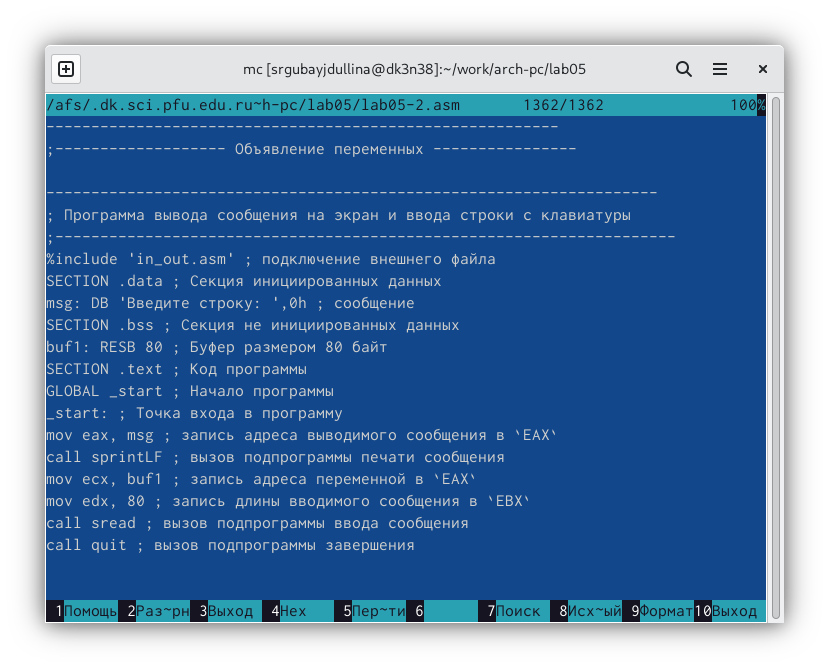 mc [srgubayjdullina@dk3n38]:~/work/arch-pc/lab05
/afs/.dk.sci.pfu.edu.ru~h-pc/lab05/lab05-2.asm 1362/1362 100%
---------------------------------------------------------
;------------------- Объявление переменных ----------------
--------------------------------------------------------------------
; Программа вывода сообщения на экран и ввода строки с клавиатуры
;---------------------------------------------------------------------
%include 'in_out.asm' ; подключение внешнего файла
SECTION .data ; Секция инициированных данных
msg: DB 'Введите строку: ',0h ; сообщение
SECTION .bss ; Секция не инициированных данных
buf1: RESB 80 ; Буфер размером 80 байт
SECTION .text ; Код программы
GLOBAL _start ; Начало программы
_start: ; Точка входа в программу
mov eax, msg ; запись адреса выводимого сообщения в `EAX`
call sprintLF ; вызов подпрограммы печати сообщения
mov ecx, buf1 ; запись адреса переменной в `EAX`
mov edx, 80 ; запись длины вводимого сообщения в `EBX`
call sread ; вызов подпрограммы ввода сообщения
call quit ; вызов подпрограммы завершения
1Помощь 2Раз~рн 3Выход 4Hex 5Пер~ти 6 7Поиск 8Исх~ый 9Формат 10Выход